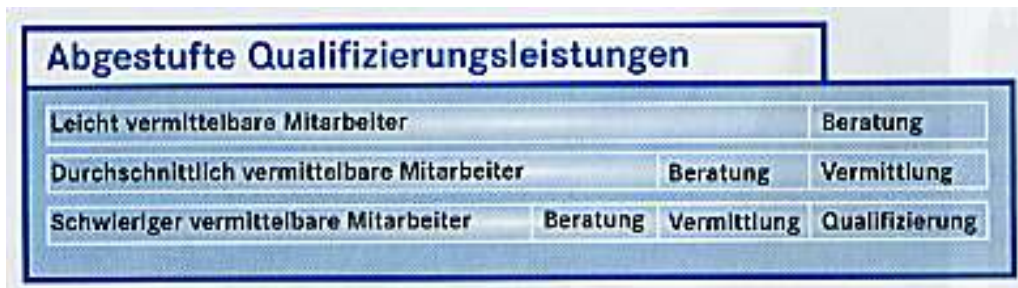 Abgestufte Qualifizierungsleistungen
Leicht vermittelbare Mitarbeiter Beratung
Durchschnittlich vermittelbare Mitarbeiter Beratung Vermittlung
Schwieriger vermittelbare Mitarbeiter Beratung Vermittlung Qualifizierung